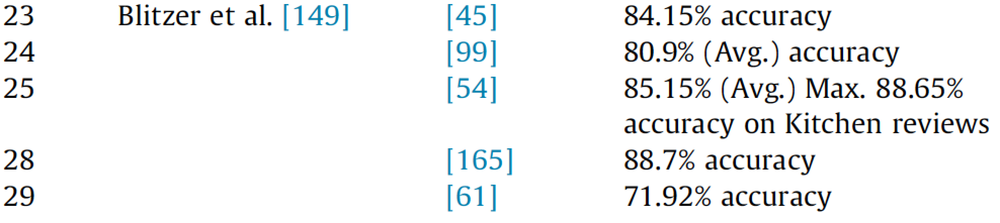 23 Blitzer et al. [149] [45] 84.15% accuracy
24 [99] 80.9% (Avg.) accuracy
25 [54] 85.15% (Avg.) Max. 88.65%
accuracy on Kitchen reviews
28 [165] 88.7% accuracy
29 [61] 71.92% accuracy